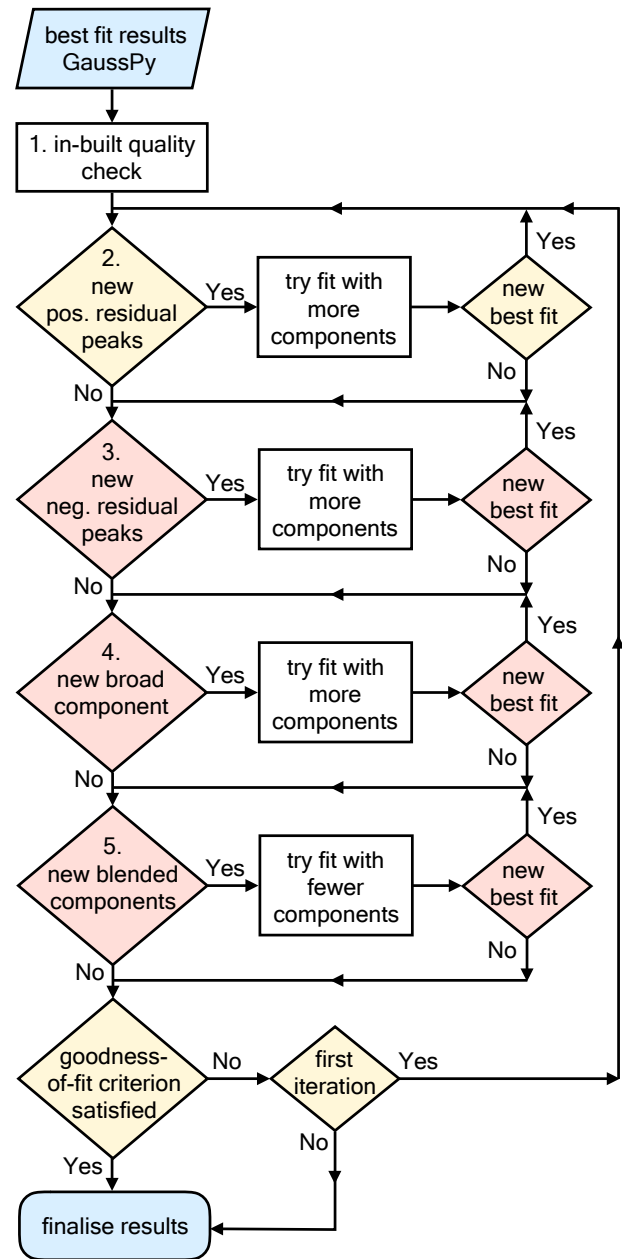 best fit results
GaussPy
1. in-built quality
check
Yes
2.
new
pos. residual
peaks
Yes
try fit with
more
components
new
best fit
No
No
Yes
3.
new
neg. residual
peaks
Yes
try fit with
more
components
new
best fit
No
No
Yes
4.
new broad
component
Yes
try fit with
more
components
new
best fit
No
No
Yes
5.
new blended
components
Yes
try fit with
fewer
components
new
best fit
No
No
goodness-
of-fit criterion
satisfied
No
first
iteration
Yes
No
Yes
finalise results